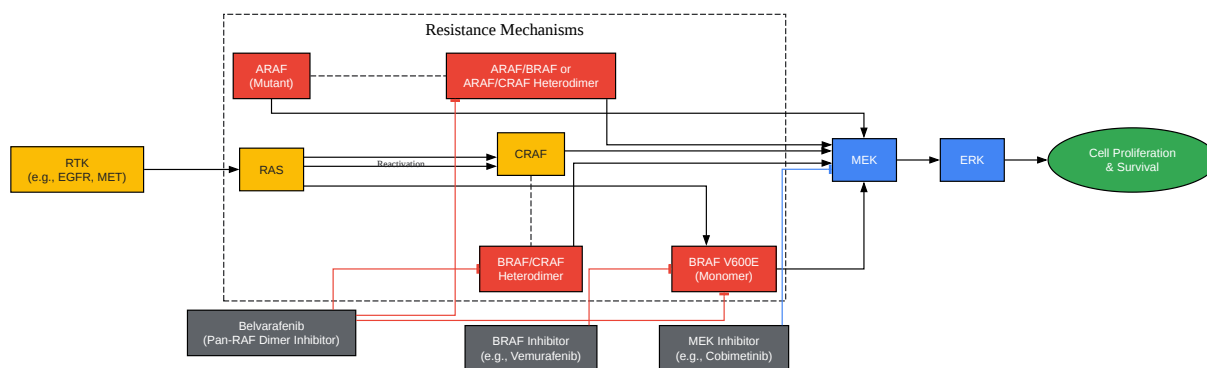 Resistance Mechanisms
ARAF
(Mutant)
ARAF/BRAF or
ARAF/CRAF Heterodimer
RTK
(e.g., EGFR, MET)
RAS
Reactivation
CRAF
MEK
ERK
Cell Proliferation
& Survival
BRAF/CRAF
Heterodimer
BRAF V600E
(Monomer)
Belvarafenib
(Pan-RAF Dimer Inhibitor)
BRAF Inhibitor
(e.g., Vemurafenib)
MEK Inhibitor
(e.g., Cobimetinib)